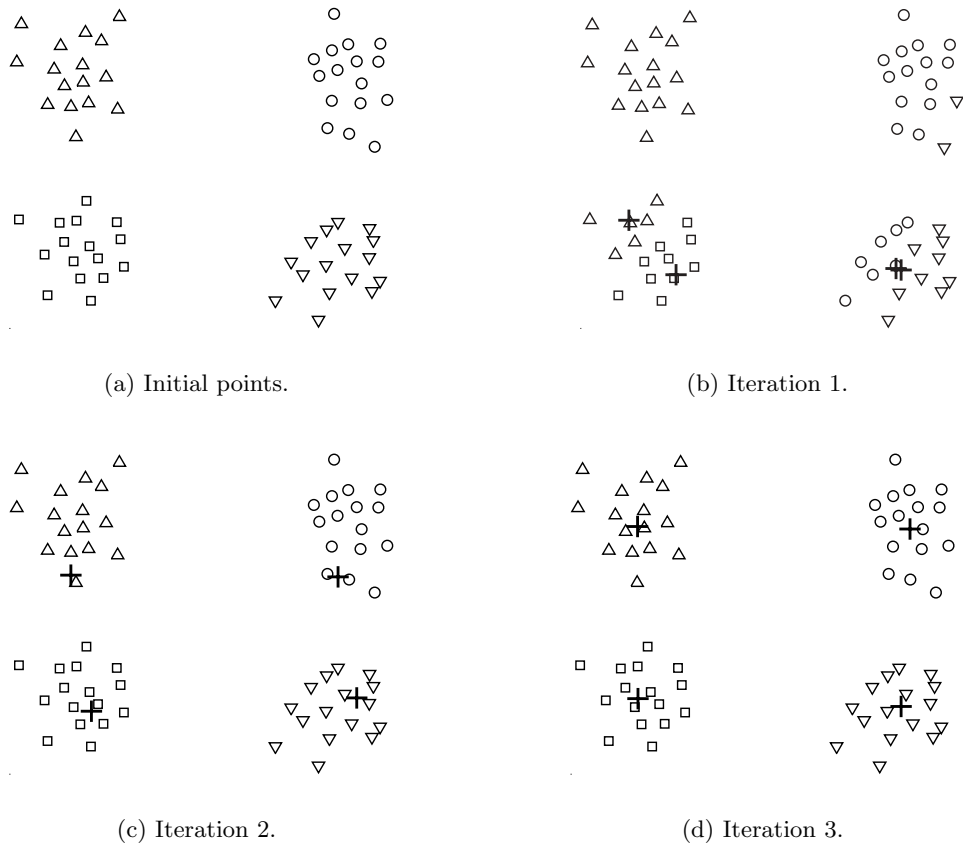 (a) Initial points.
(b) Iteration 1.
(c) Iteration 2.
(d) Iteration 3.